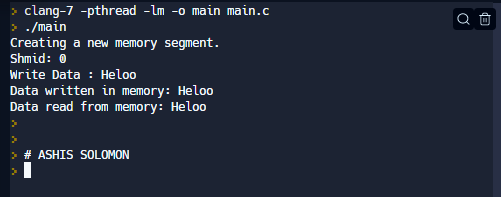 > clang-7 -pthread -lm -o main main.c
> ./main
Creating a new memory segment.
Shmid: 0
Write Data : Heloo
Data written in memory: Heloo
Data read from memory: Heloo
>
>
> # ASHIS SOLOMON
>